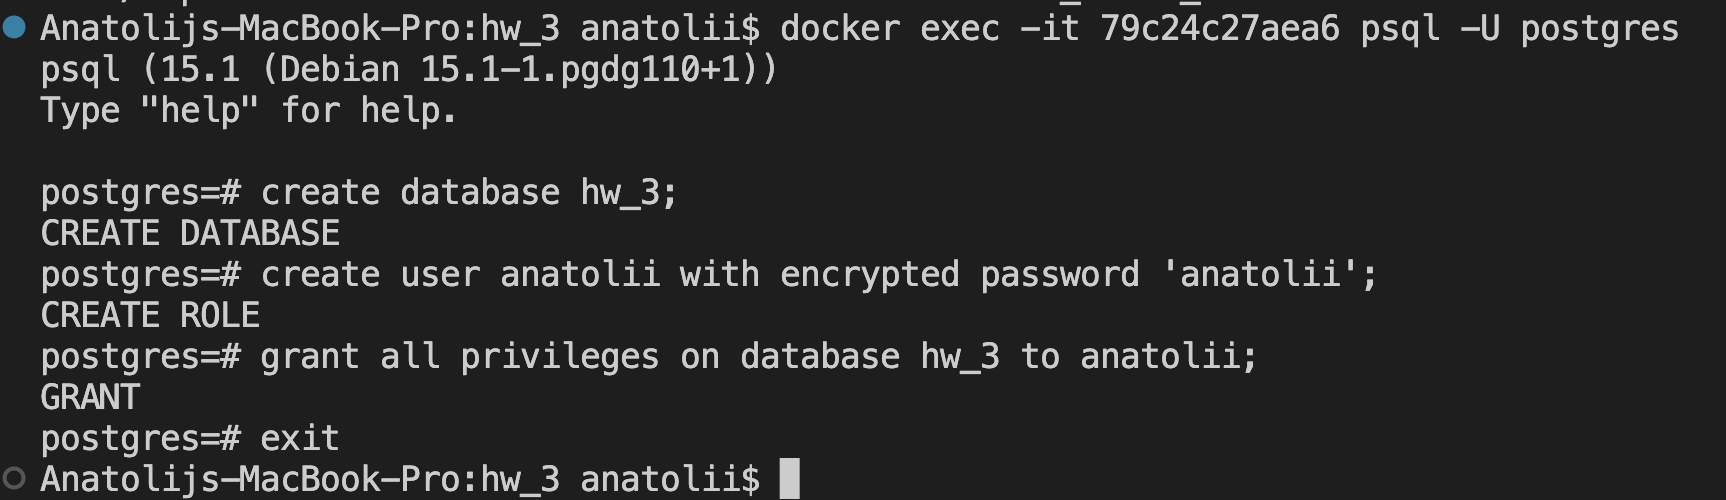 Anatolijs-MacBook-Pro:hw_3 anatolii$ docker exec -it 79c24c27aea6 psql -U postgres
psql (15.1 (Debian 15.1-1.pgdg110+1))
Type "help" for help.
postgres=# create database hw_3;
CREATE DATABASE
postgres=# create user anatolii with encrypted password 'anatolii';
CREATE ROLE
postgres=# grant all privileges on database hw_3 to anatolii;
GRANT
postgres=# exit
Anatolijs-MacBook-Pro:hw_3 anatolii$